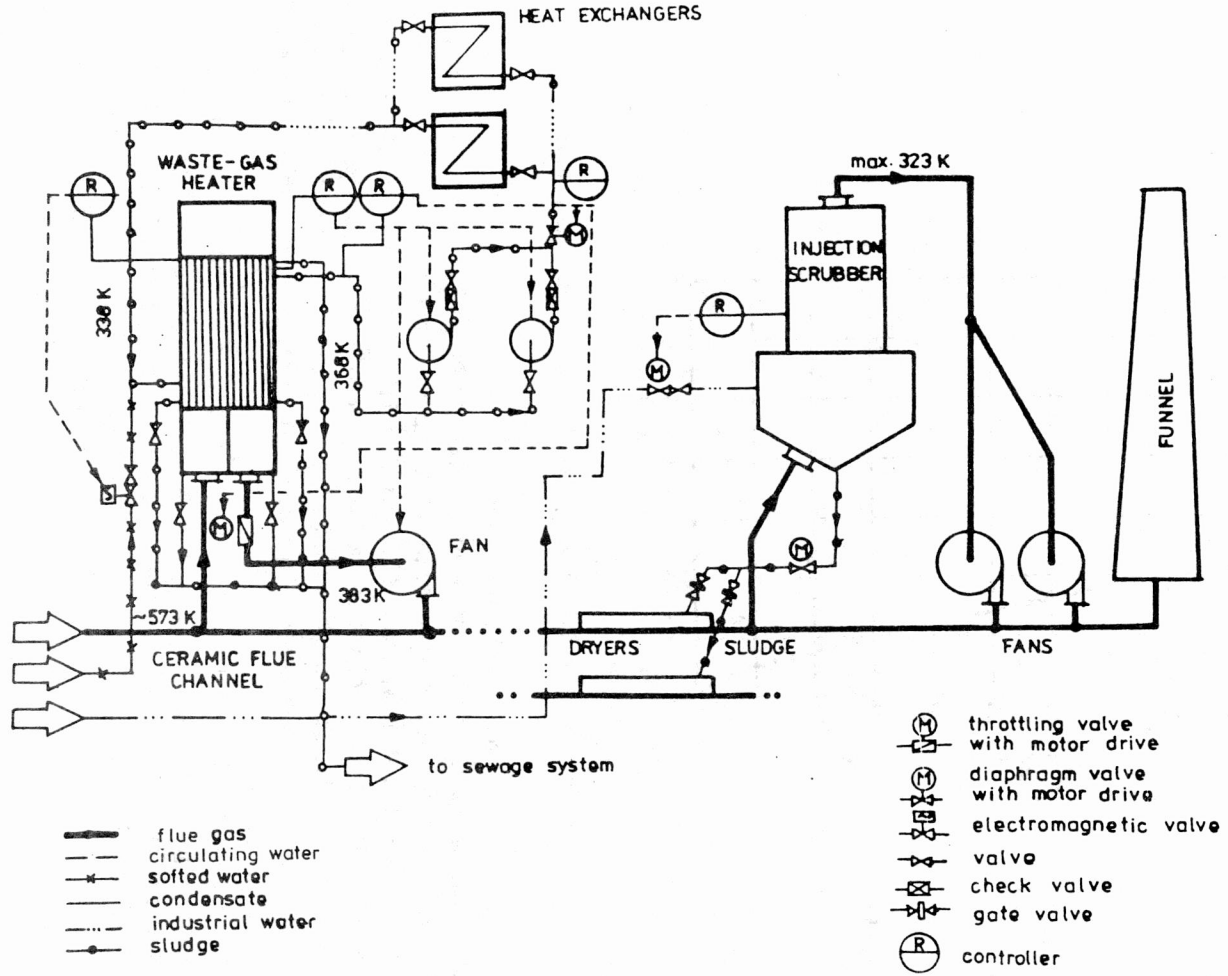 HEAT EXCHANGERS
WASTE-GAS
HEATER
R
R
R
R
M
max. 323 K
INJECTION
SCRUBBER
R
M
338 K
368 K
FUNNEL
S
M
FAN
383 K
M
~573 K
CERAMIC FLUE
CHANNEL
DRYERS
SLUDGE
FANS
to sewage system
flue gas
circulating water
softed water
condensate
industrial water
sludge
M
throttling valve
with motor drive
M
diaphragm valve
with motor drive
electromagnetic valve
valve
check valve
gate valve
R
controller